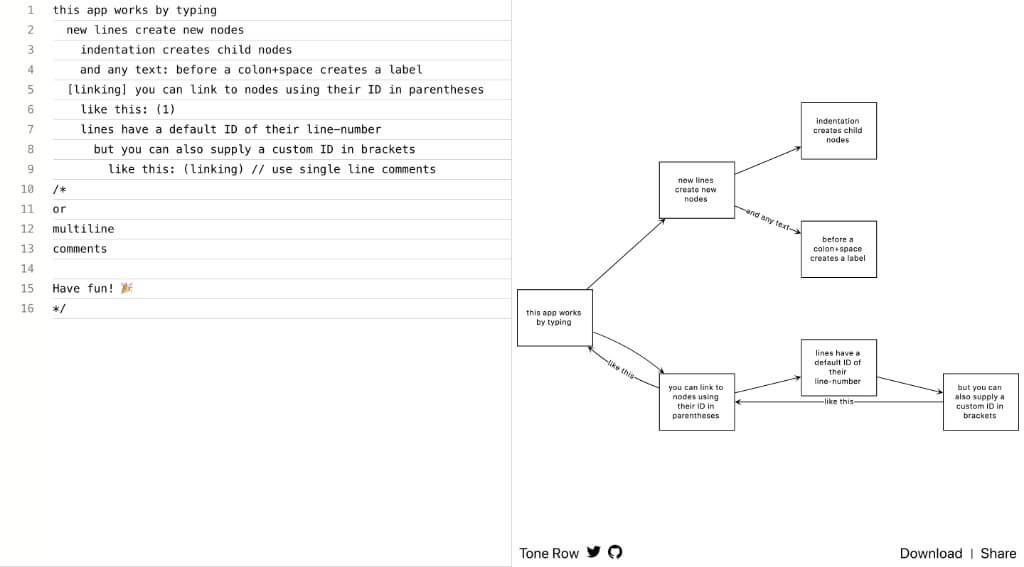 1 this app works by typing
2 new lines create new nodes
3 indentation creates child nodes
4 and any text: before a colon+space creates a label
5 [linking] you can link to nodes using their ID in parentheses
6 like this: (1)
7 lines have a default ID of their line-number
8 but you can also supply a custom ID in brackets
9 like this: (linking) // use single line comments
10 /*
11 or
12 multiline
13 comments
14
15 Have fun! 🎉
16 */
indentation
creates child
nodes
new lines
create new
nodes
and any text
before a
colon+space
creates a label
this app works
by typing
like this
you can link to
nodes using
their ID in
parentheses
lines have a
default ID of
their
line-number
like this
but you can
also supply a
custom ID in
brackets
Tone Row
Download | Share